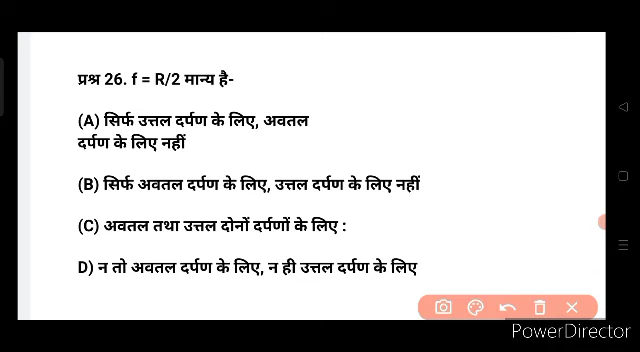 प्रश्न 26. f = R/2 मान्य है-
(A) सिर्फ उत्तल दर्पण के लिए, अवतल
दर्पण के लिए नहीं
(B) सिर्फ अवतल दर्पण के लिए, उत्तल दर्पण के लिए नहीं
(C) अवतल तथा उत्तल दोनों दर्पणों के लिए :
D) न तो अवतल दर्पण के लिए, न ही उत्तल दर्पण के लिए
PowerDirector